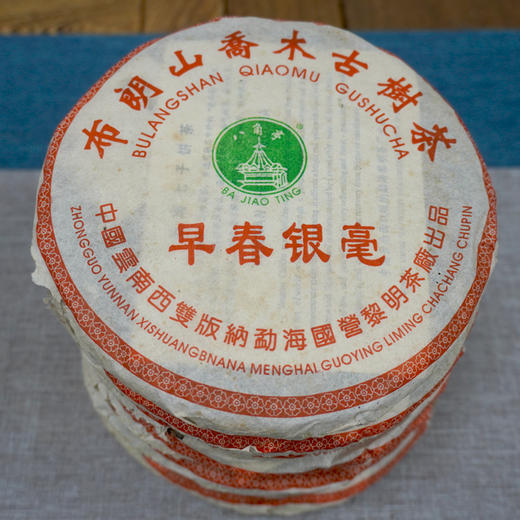 布朗山喬木古樹茶
BULANGSHAN QIAOMU GUSHUCHA
八角亭
BA JIAO TING
早春银毫
中國雲南西雙版納勐海國營黎明茶廠出品
ZHONGGUO YUNNAN XISHUANGBNANA MENGHAI GUOYING LIMING CHACHANG CHUPIN